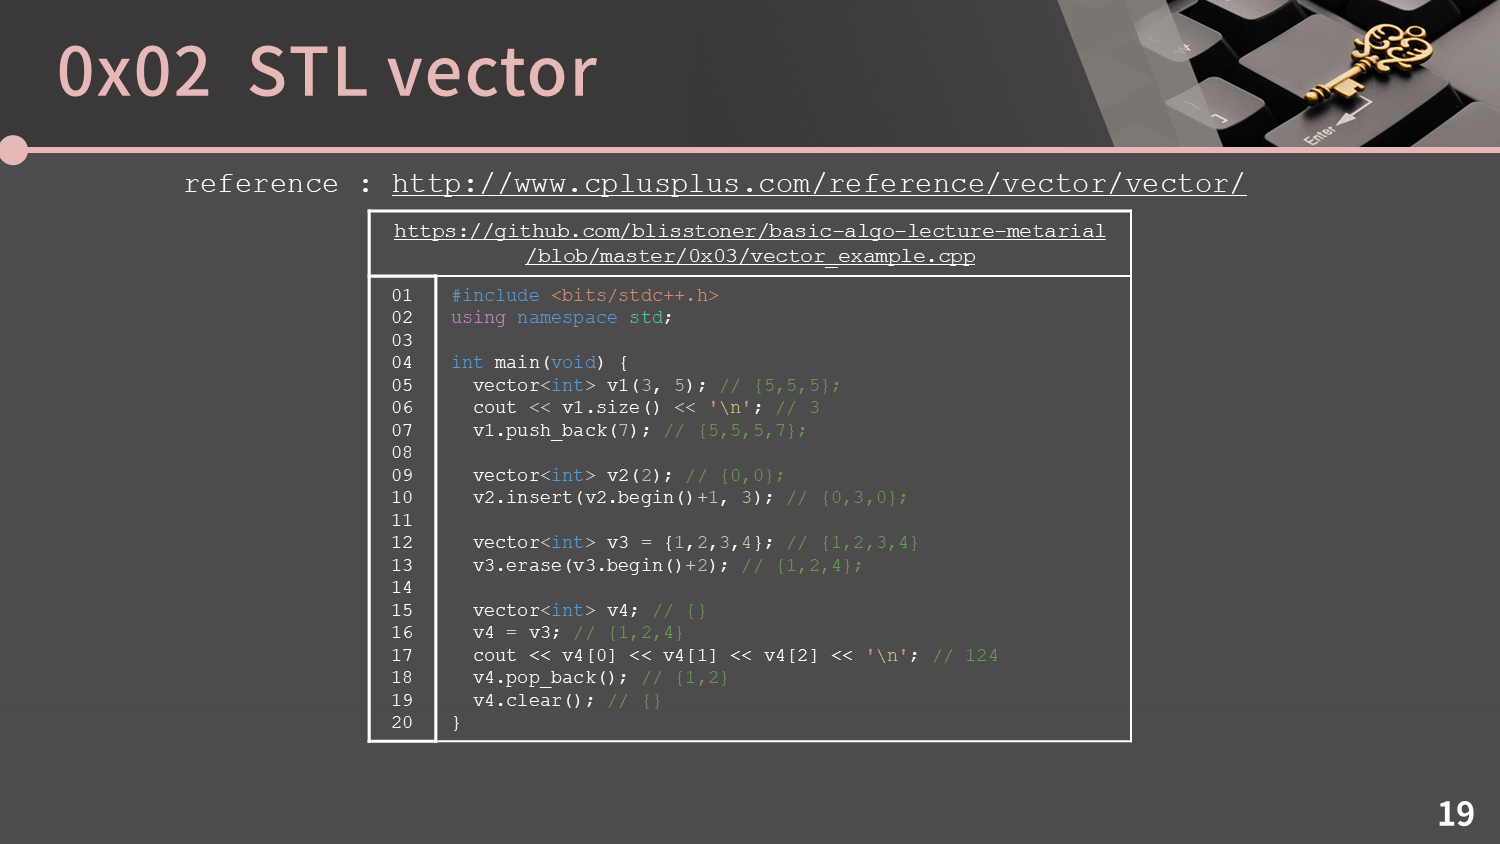 0x02 STL vector
Enter
reference : http://www.cplusplus.com/reference/vector/vector/
https://github.com/blisstoner/basic-algo-lecture-metarial
/blob/master/0x03/vector_example.cpp
01 #include <bits/stdc++.h>
02 using namespace std;
03
04 int main(void) {
05   vector<int> v1(3, 5); // {5,5,5};
06   cout << v1.size() << '\n'; // 3
07   v1.push_back(7); // {5,5,5,7};
08
09   vector<int> v2(2); // {0,0};
10   v2.insert(v2.begin()+1, 3); // {0,3,0};
11
12   vector<int> v3 = {1,2,3,4}; // {1,2,3,4}
13   v3.erase(v3.begin()+2); // {1,2,4};
14
15   vector<int> v4; // {}
16   v4 = v3; // {1,2,4}
17   cout << v4[0] << v4[1] << v4[2] << '\n'; // 124
18   v4.pop_back(); // {1,2}
19   v4.clear(); // {}
20 }
19